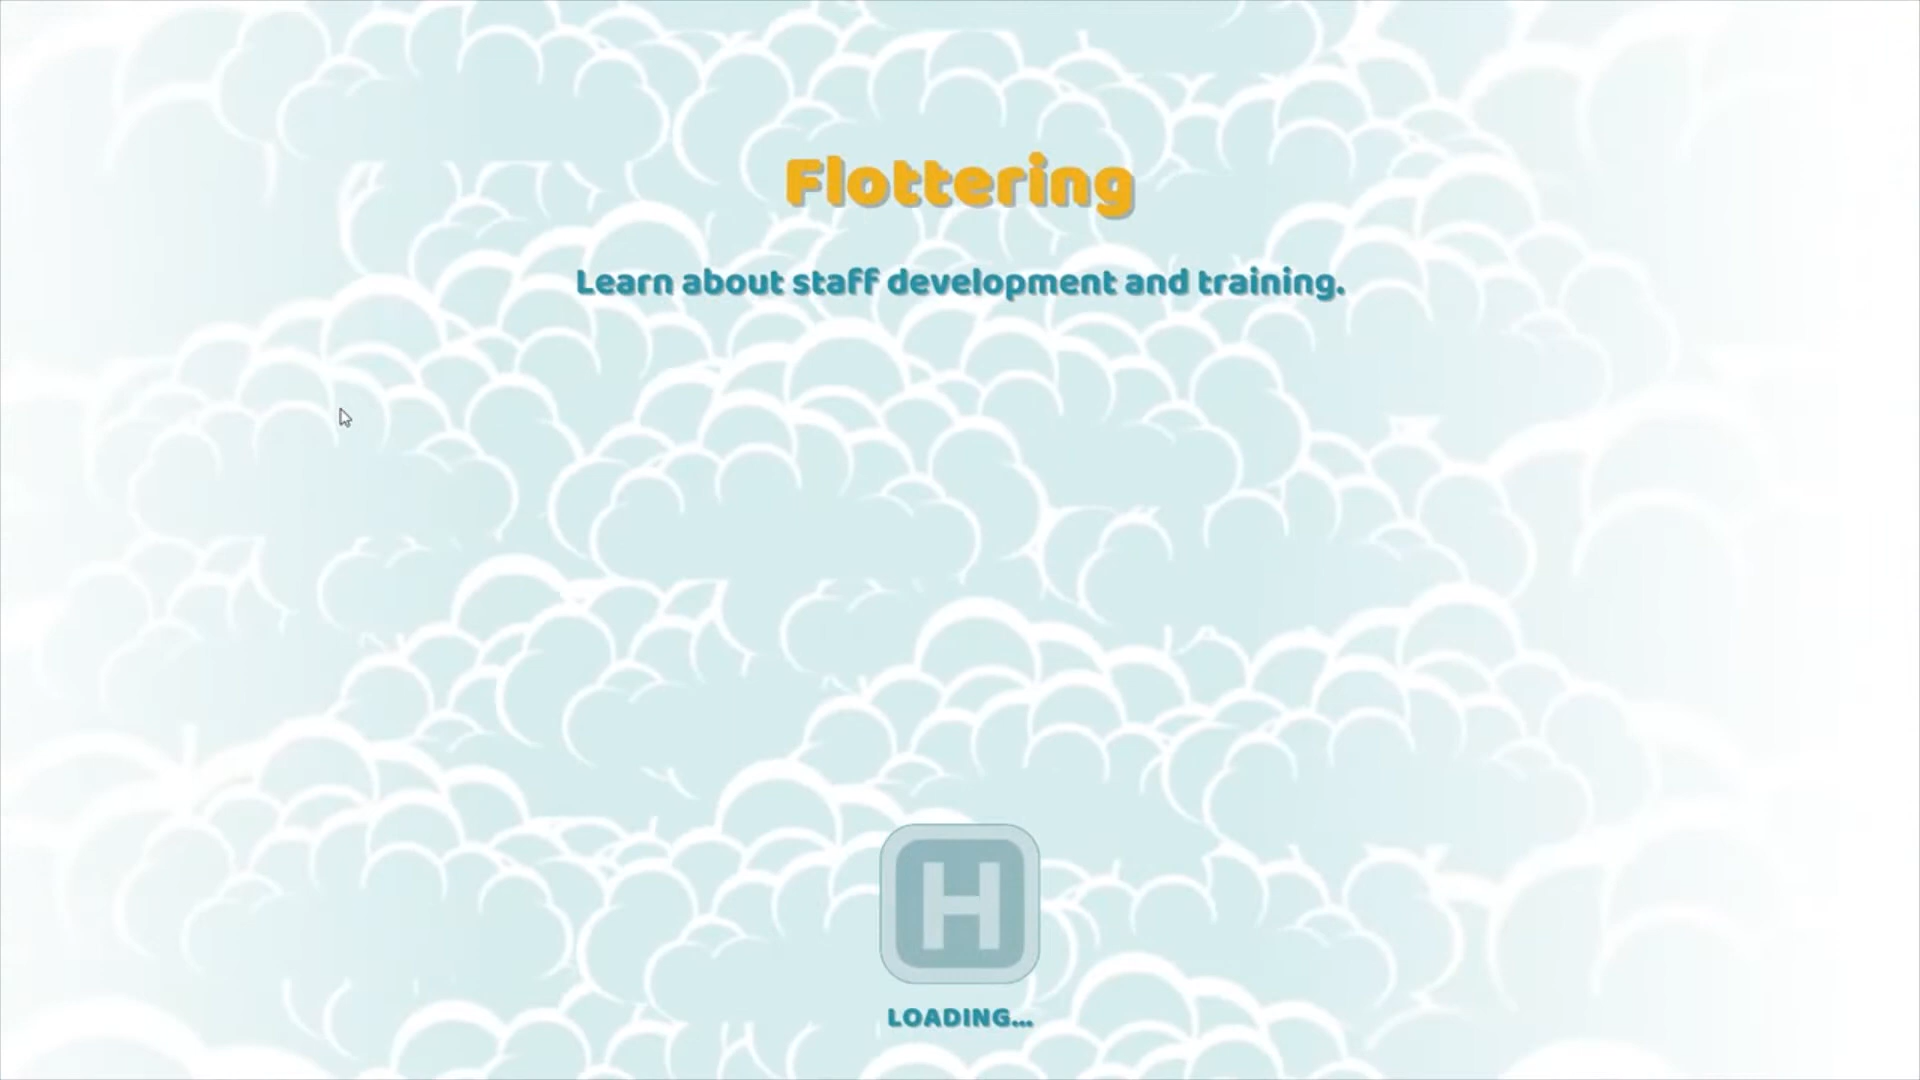 Flottering
Learn about staff development and training.
H
LOADING...